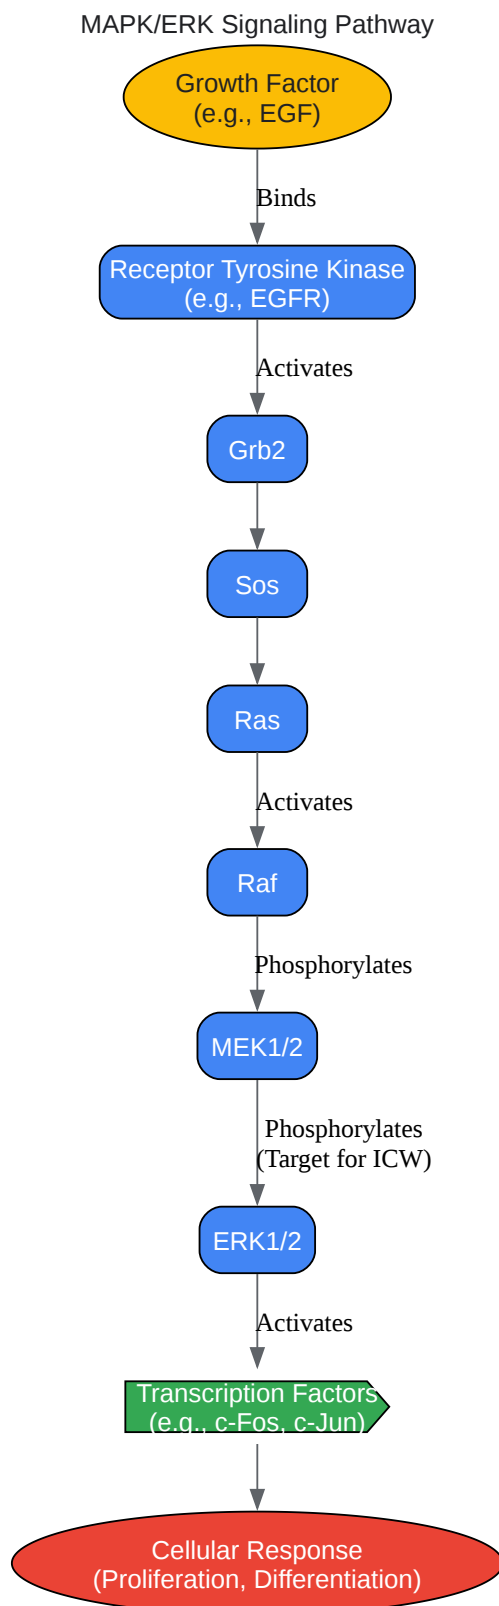 MAPK/ERK Signaling Pathway
Growth Factor
(e.g., EGF)
Binds
Receptor Tyrosine Kinase
(e.g., EGFR)
Activates
Grb2
Sos
Ras
Activates
Raf
Phosphorylates
MEK1/2
Phosphorylates
(Target for ICW)
ERK1/2
Activates
Transcription Factors
(e.g., c-Fos, c-Jun)
Cellular Response
(Proliferation, Differentiation)